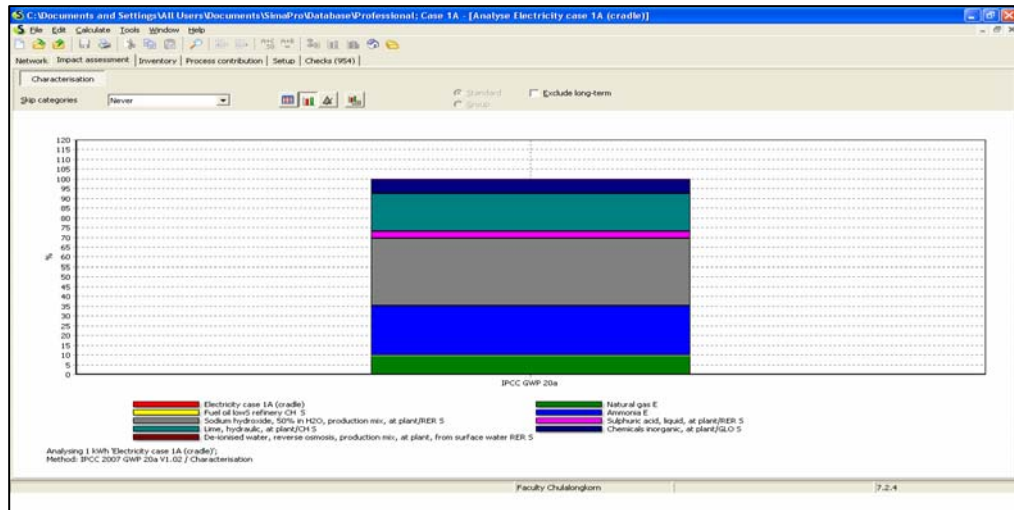 C:\Documents and Settings\All Users\Documents\SimaPro\Database\Professional; Case 1A - [Analyse Electricity case 1A (cradle)]
File Edit Calculate Tools Window Help
Network Impact assessment Inventory Process contribution Setup Checks (954)
Characterisation
Skip categories Never Standard Exclude long-term
Group
120
115
110
105
100
95
90
85
80
75
70
65
60
55
50
45
40
35
30
25
20
15
10
5
0
%
IPCC GWP 20a
Electricity case 1A (cradle) Natural gas E
Fuel oil lowS refinery CH S Ammonia E
Sodium hydroxide, 50% in H2O, production mix, at plant/RER S Sulphuric acid, liquid, at plant/RER S
Lime, hydraulic, at plant/CH S Chemicals inorganic, at plant/GLO S
De-ionised water, reverse osmosis, production mix, at plant, from surface water RER S
Analysing 1 kWh 'Electricity case 1A (cradle)';
Method: IPCC 2007 GWP 20a V1.02 / Characterisation
Faculty Chulalongkorn 7.2.4